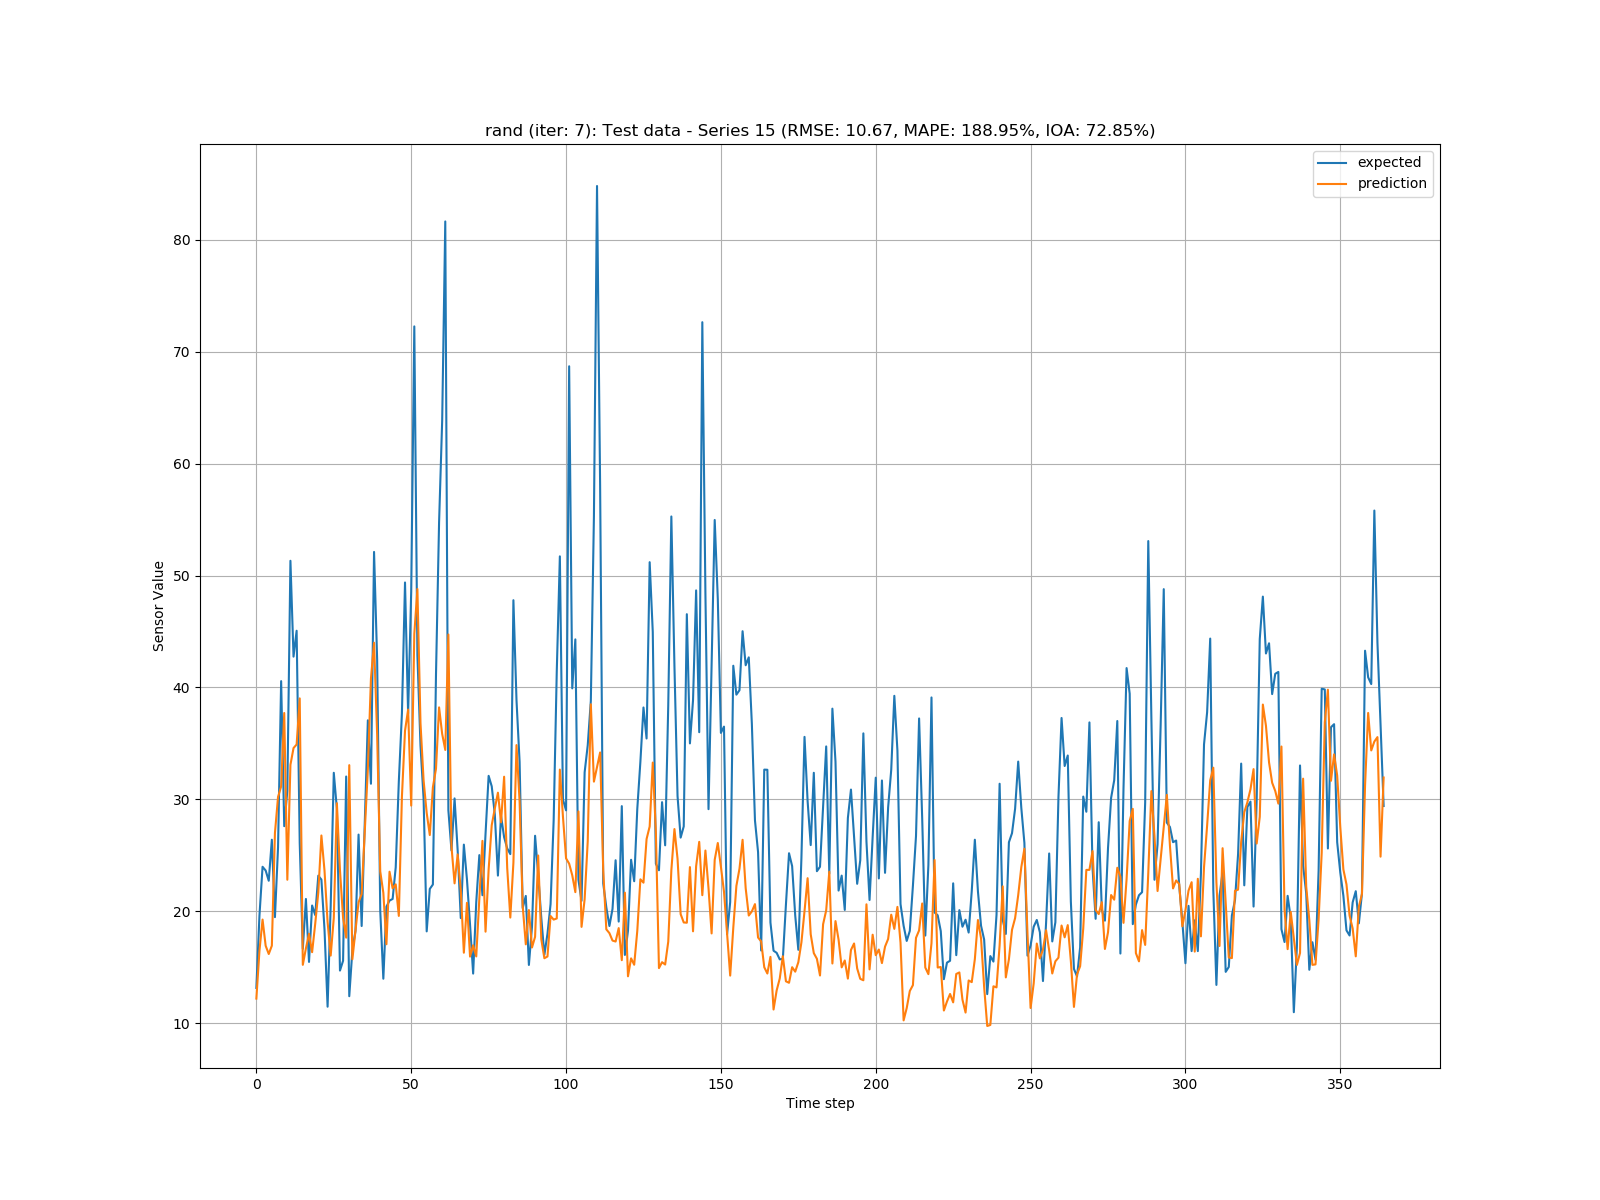 rand (iter: 7): Test data - Series 15 (RMSE: 10.67, MAPE: 188.95%, IOA: 72.85%)
expected
prediction
80
70
60
50
40
30
20
10
Sensor Value
0 50 100 150 200 250 300 350
Time step